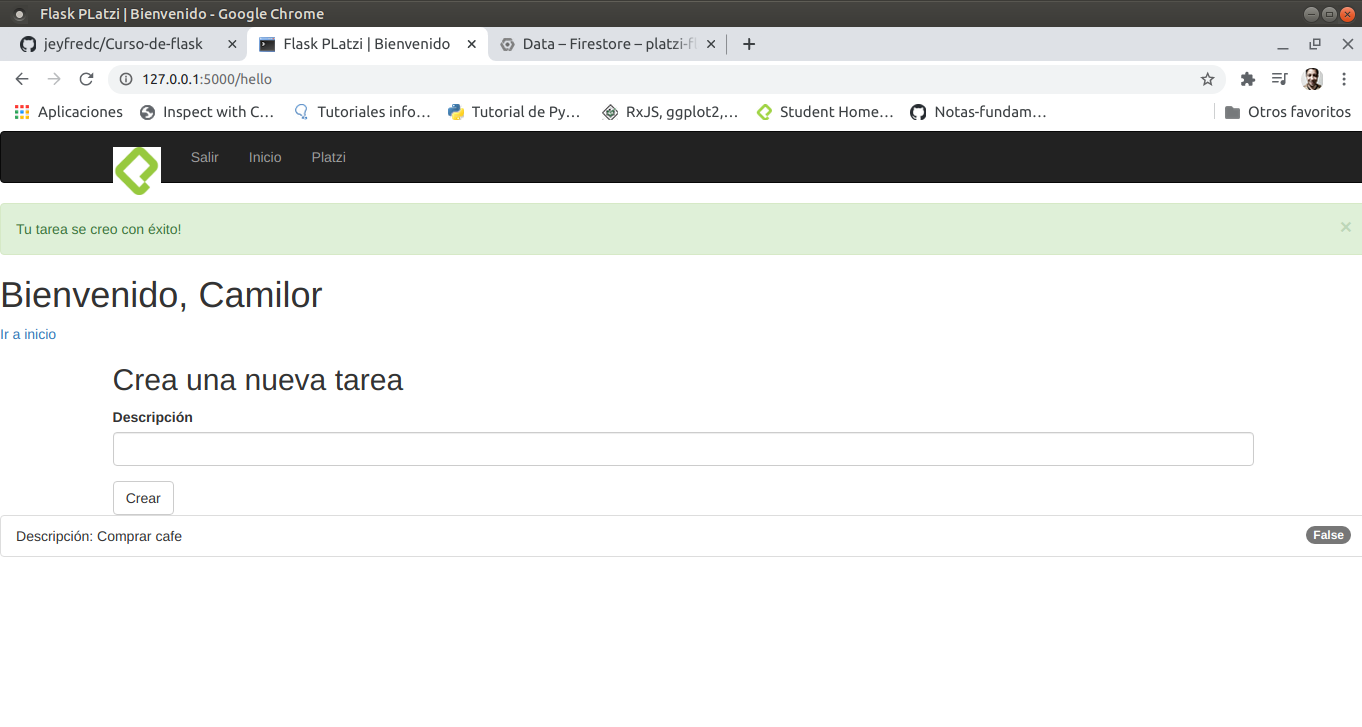 Flask PLatzi | Bienvenido - Google Chrome
jeyfredc/Curso-de-flask
Flask PLatzi | Bienvenido
Data – Firestore – platzi-fl
127.0.0.1:5000/hello
Aplicaciones
Inspect with C…
Tutoriales info…
Tutorial de Py…
RxJS, ggplot2,…
Student Home…
Notas-fundam…
Otros favoritos
Salir
Inicio
Platzi
Tu tarea se creo con éxito!
×
Bienvenido, Camilor
Ir a inicio
Crea una nueva tarea
Descripción
Crear
Descripción: Comprar cafe
False